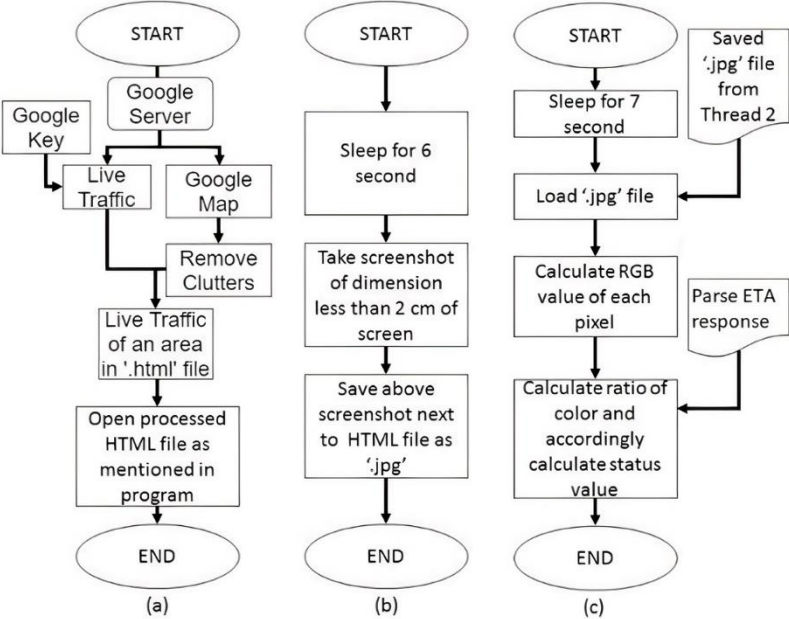 START
Google
Server
Google
Key
Live
Traffic
Google
Map
Remove
Clutters
Live Traffic
of an area
in '.html' file
Open processed
HTML file as
mentioned in
program
END
(a)
START
Sleep for 6
second
Take screenshot
of dimension
less than 2 cm of
screen
Save above
screenshot next
to HTML file as
‘.jpg’
END
(b)
START
Saved
‘.jpg’ file
from
Thread 2
Sleep for 7
second
Load ‘.jpg’ file
Calculate RGB
value of each
pixel
Parse ETA
response
Calculate ratio of
color and
accordingly
calculate status
value
END
(c)